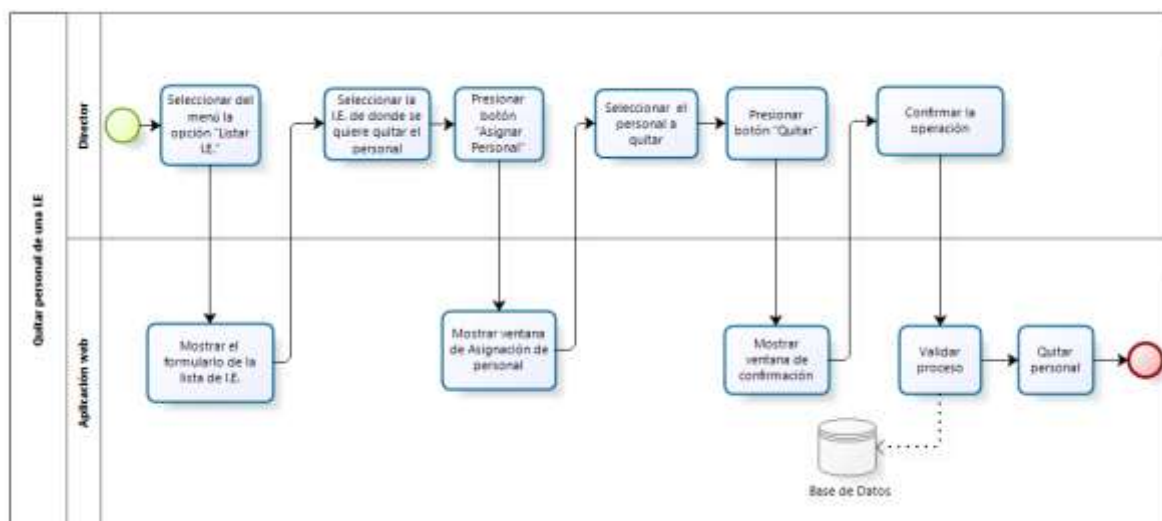 Quitar personal de una I.E
Director
Seleccionar del
menú la
opción "Listar
I.E."
Seleccionar la
I.E. de donde se
quiere quitar el
personal
Presionar
botón
"Asignar
Personal"
Seleccionar el
personal a
quitar
Presionar
botón "Quitar"
Confirmar la
operación
Aplicación web
Mostrar el
formulario de la
lista de I.E.
Mostrar ventana
de Asignación de
personal
Mostrar
ventana de
confirmación
Validar
proceso
Quitar
personal
Base de Datos